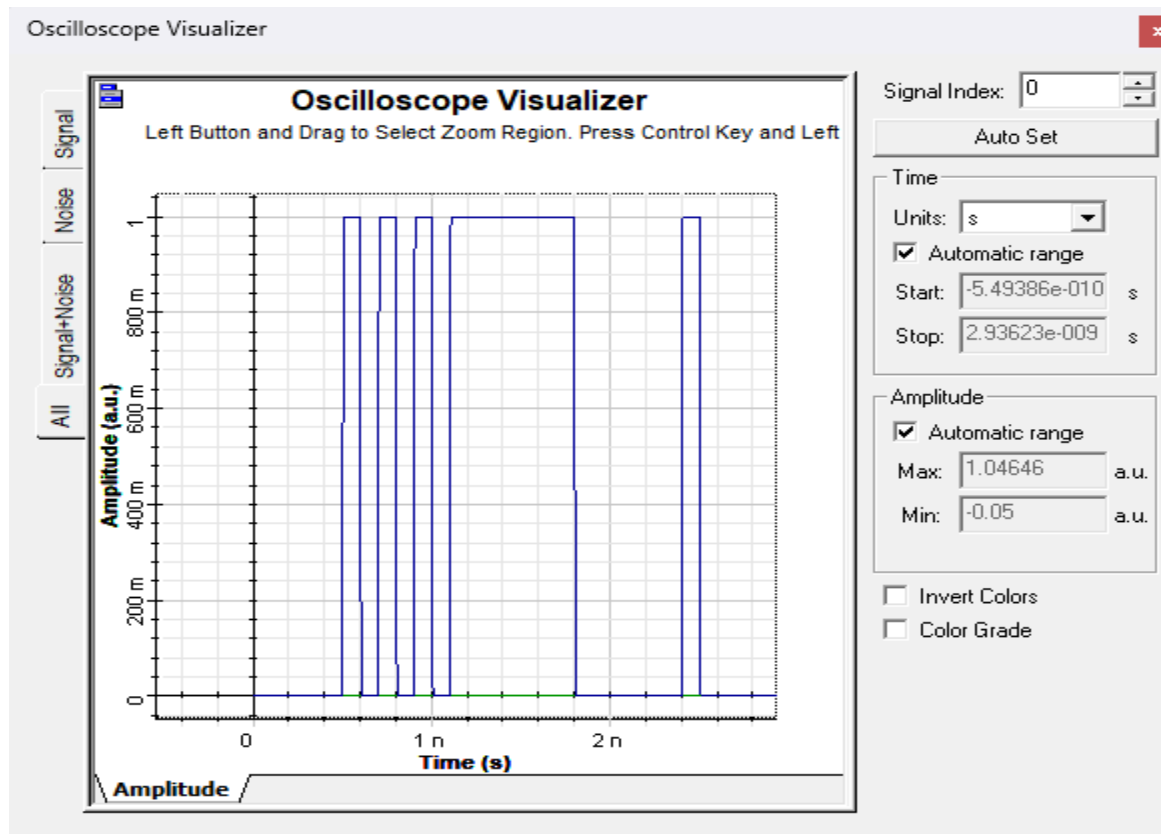 Oscilloscope Visualizer
x
Signal
Noise
Signal+Noise
All
Oscilloscope Visualizer
Left Button and Drag to Select Zoom Region. Press Control Key and Left
Amplitude (a.u.)
1
800 m
600 m
400 m
200 m
0
0 1 n 2 n
Time (s)
Amplitude
Signal Index: 0
Auto Set
Time
Units: s
Automatic range
Start: -5.49386e-010 s
Stop: 2.93623e-009 s
Amplitude
Automatic range
Max: 1.04646 a.u.
Min: -0.05 a.u.
Invert Colors
Color Grade